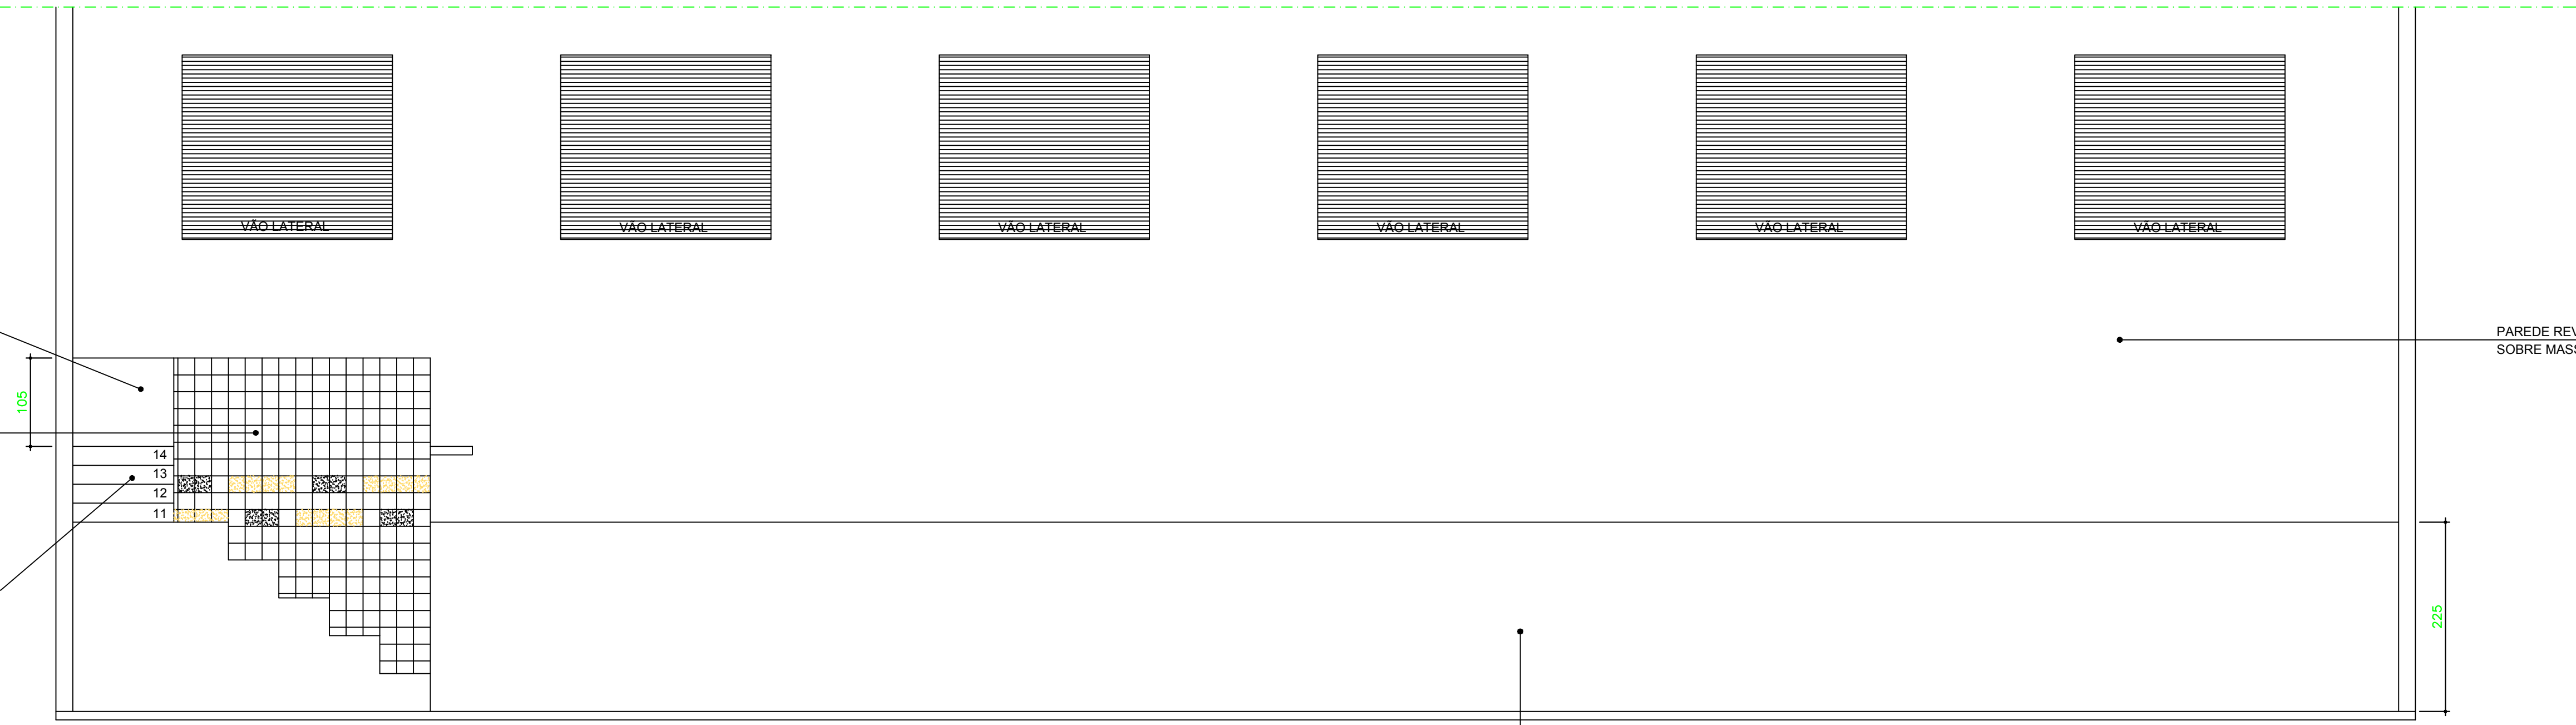 VÃO LATERAL
VÃO LATERAL
VÃO LATERAL
VÃO LATERAL
VÃO LATERAL
VÃO LATERAL
PAREDE REV
SOBRE MASS
105
14
13
12
11
225